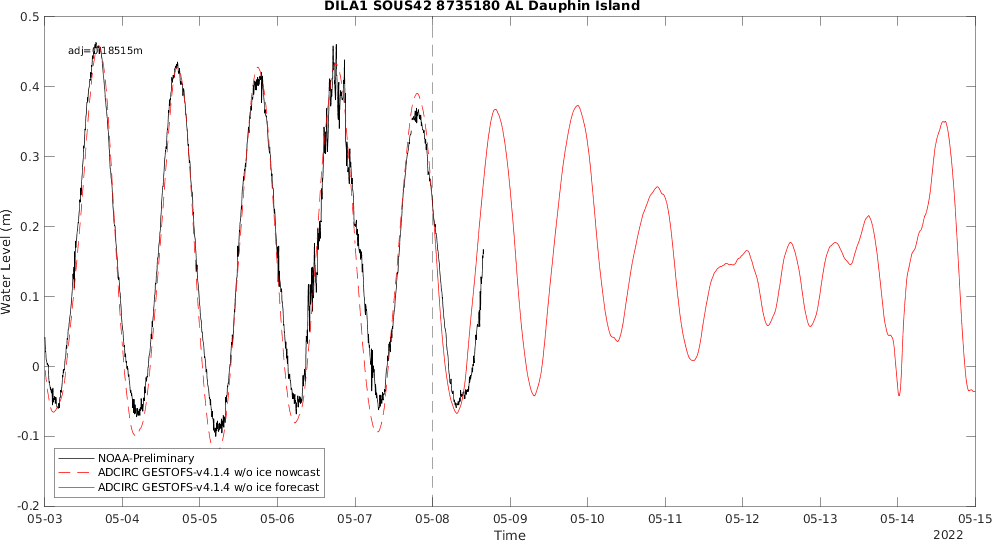 DILA1 SOUS42 8735180 AL Dauphin Island
adj=0.18515m
Water Level (m)
0.5
0.4
0.3
0.2
0.1
0
-0.1
-0.2
NOAA-Preliminary
ADCIRC GESTOFS-v4.1.4 w/o ice nowcast
ADCIRC GESTOFS-v4.1.4 w/o ice forecast
05-03 05-04 05-05 05-06 05-07 05-08 05-09 05-10 05-11 05-12 05-13 05-14 05-15
Time
2022